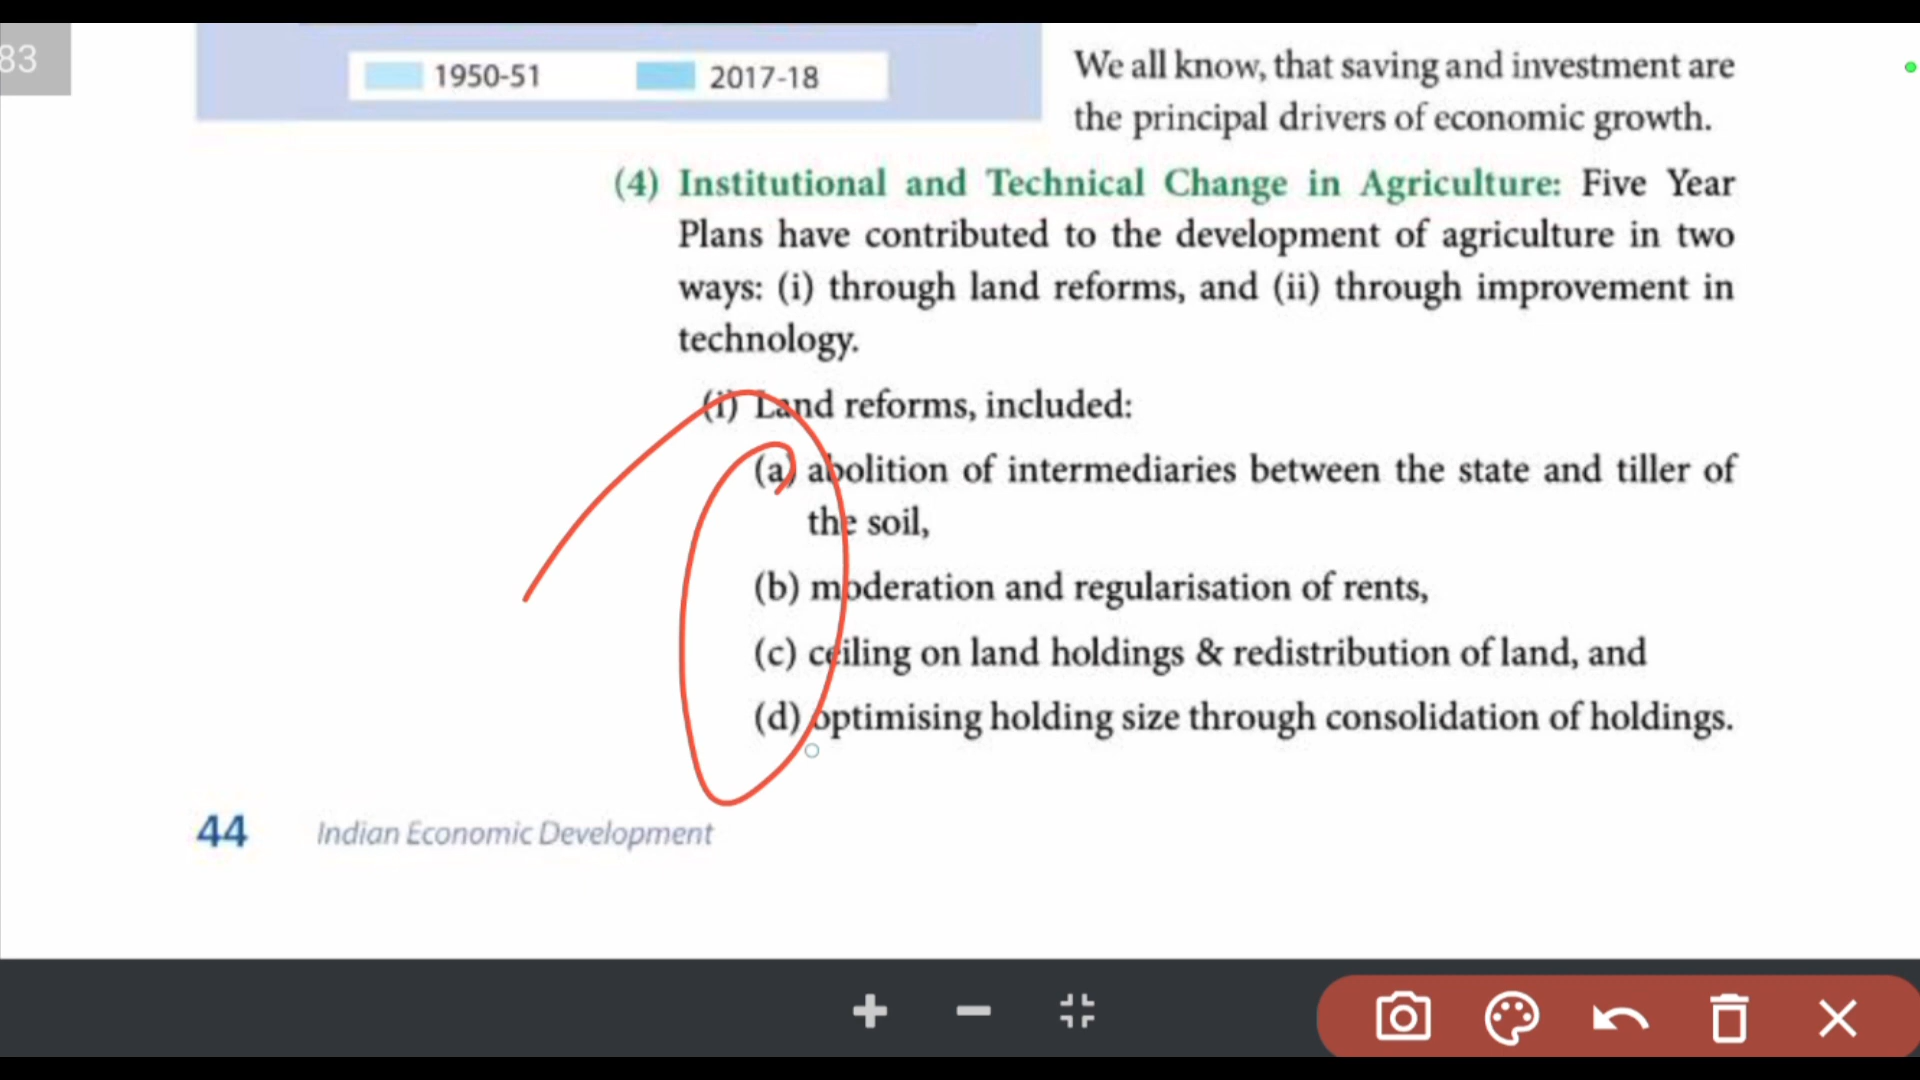 83
1950-51 2017-18
We all know, that saving and investment are
the principal drivers of economic growth.
(4) Institutional and Technical Change in Agriculture: Five Year
Plans have contributed to the development of agriculture in two
ways: (i) through land reforms, and (ii) through improvement in
technology.
(i) Land reforms, included:
(a) abolition of intermediaries between the state and tiller of
the soil,
(b) moderation and regularisation of rents,
(c) ceiling on land holdings & redistribution of land, and
(d) optimising holding size through consolidation of holdings.
44 Indian Economic Development